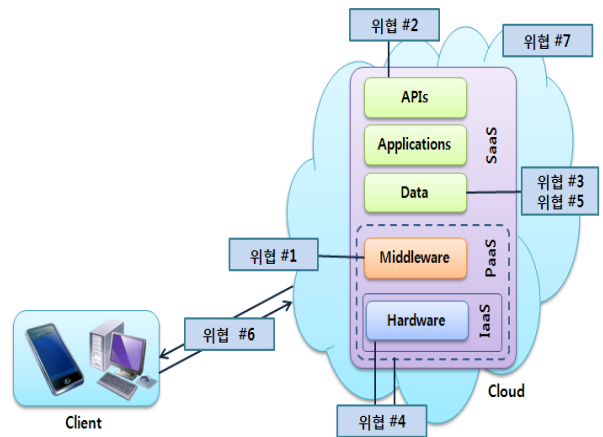 위협 #2
위협 #7
APIs
Applications
SaaS
Data
위협 #3
위협 #5
위협 #1
Middleware
PaaS
위협 #6
Hardware
IaaS
Cloud
Client
위협 #4